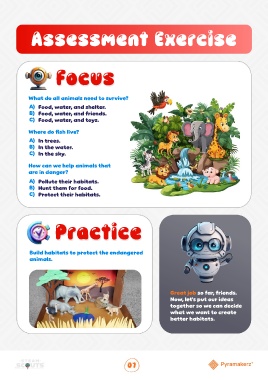 Assessment Exercise
Focus
What do all animals need to survive?
A) Food, water, and shelter.
B) Food, water, and friends.
C) Food, water, and toys.
Where do fish live?
A) In trees.
B) In the water.
C) In the sky.
How can we help animals that
are in danger?
A) Pollute their habitats.
B) Hunt them for food.
C) Protect their habitats.
Practice
Build habitats to protect the endangered
animals.
Great job so far, friends.
Now, let's put our ideas
together so we can decide
what we want to create
better habitats.
07
Pyramakerz